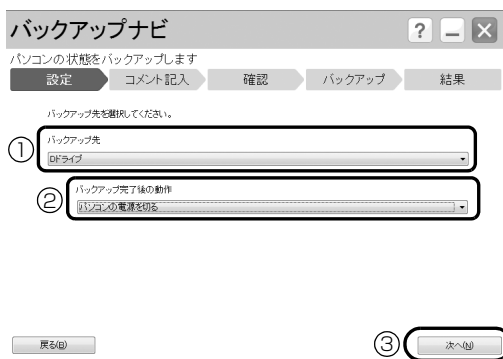 バックアップナビ ? – X
パソコンの状態をバックアップします
設定 コメント記入 確認 バックアップ 結果
バックアップ先を選択してください。
① バックアップ先
Dドライブ
② バックアップ完了後の動作
パソコンの電源を切る
戻る(B) ③ 次へ(N)